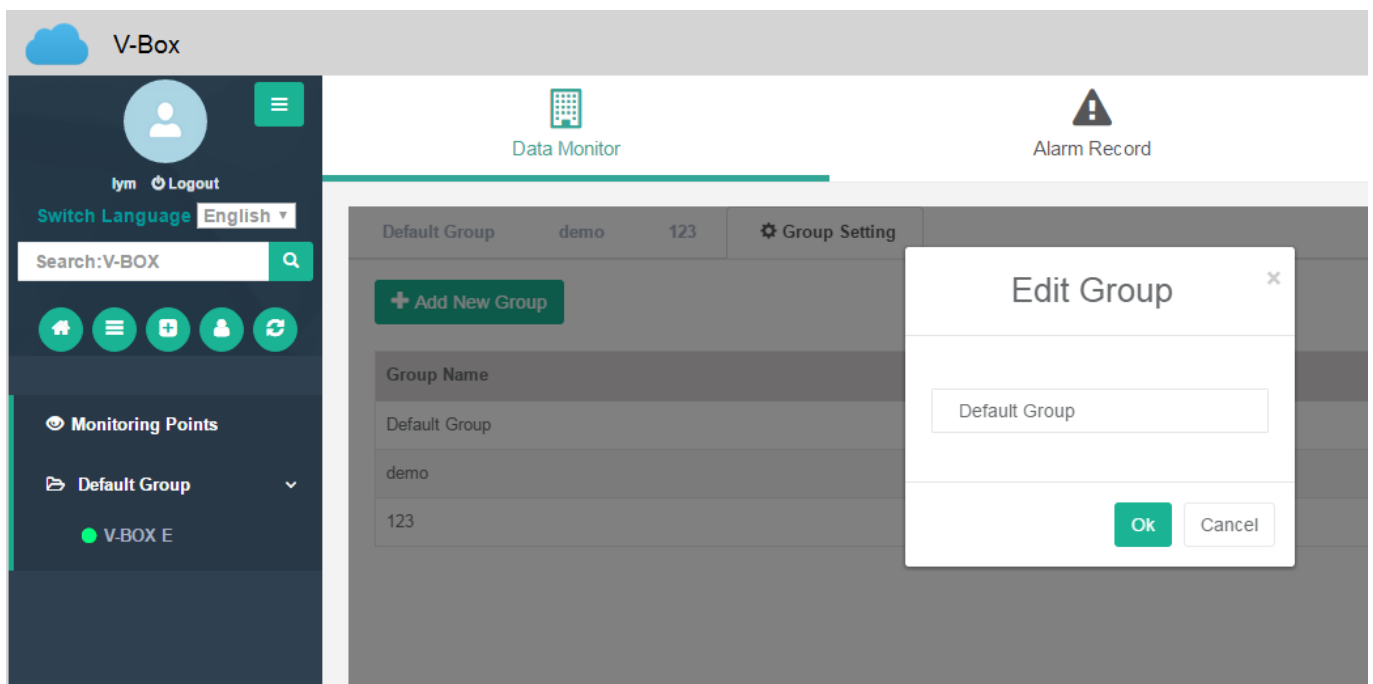 V-Box
lym Logout
Switch Language English
Search:V-BOX
Monitoring Points
Default Group
V-BOX E
Data Monitor
Alarm Record
Default Group demo 123 Group Setting
Add New Group
Group Name
Default Group
demo
123
Edit Group
×
Default Group
Ok Cancel